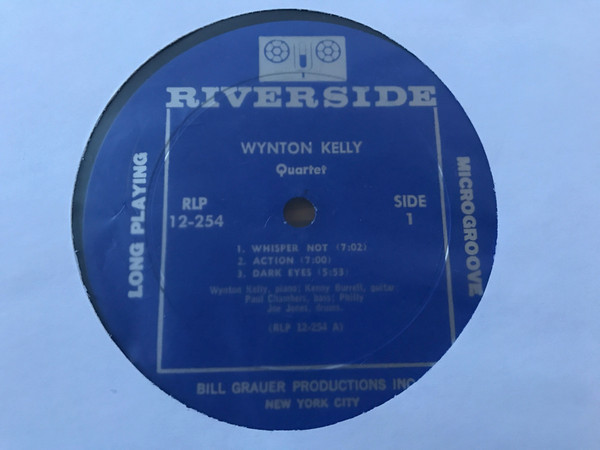 RIVERSIDE
WYNTON KELLY
Quartet
LONG PLAYING
RLP
12-254
SIDE
1
MICROGROOVE
1. WHISPER NOT (7:02)
2. ACTION (7:00)
3. DARK EYES (5:53)
Wynton Kelly, piano; Kenny Burrell, guitar
Paul Chambers, bass; Philly
Joe Jones, drums.
(RLP 12-254 A)
BILL GRAUER PRODUCTIONS INC.
NEW YORK CITY